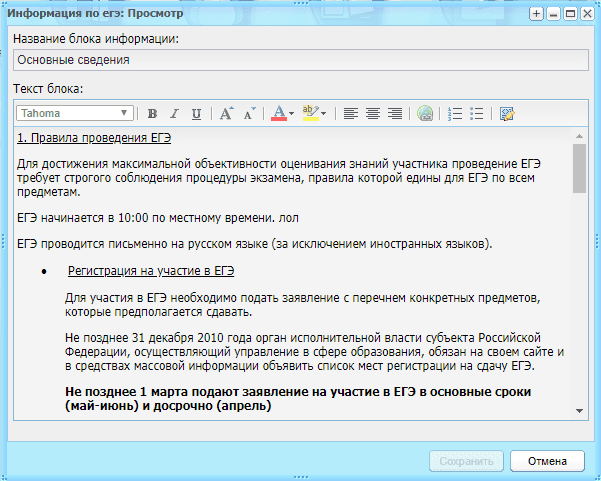 Информация по егэ: Просмотр
Название блока информации:
Основные сведения
Текст блока:
Tahoma
B I U A A A ab
1. Правила проведения ЕГЭ
Для достижения максимальной объективности оценивания знаний участника проведение ЕГЭ
требует строгого соблюдения процедуры экзамена, правила которой едины для ЕГЭ по всем
предметам.
ЕГЭ начинается в 10:00 по местному времени. лол
ЕГЭ проводится письменно на русском языке (за исключением иностранных языков).
• Регистрация на участие в ЕГЭ
Для участия в ЕГЭ необходимо подать заявление с перечнем конкретных предметов,
которые предполагается сдавать.
Не позднее 31 декабря 2010 года орган исполнительной власти субъекта Российской
Федерации, осуществляющий управление в сфере образования, обязан на своем сайте и
в средствах массовой информации объявить список мест регистрации на сдачу ЕГЭ.
Не позднее 1 марта подают заявление на участие в ЕГЭ в основные сроки
(май-июнь) и досрочно (апрель)
Сохранить
Отмена